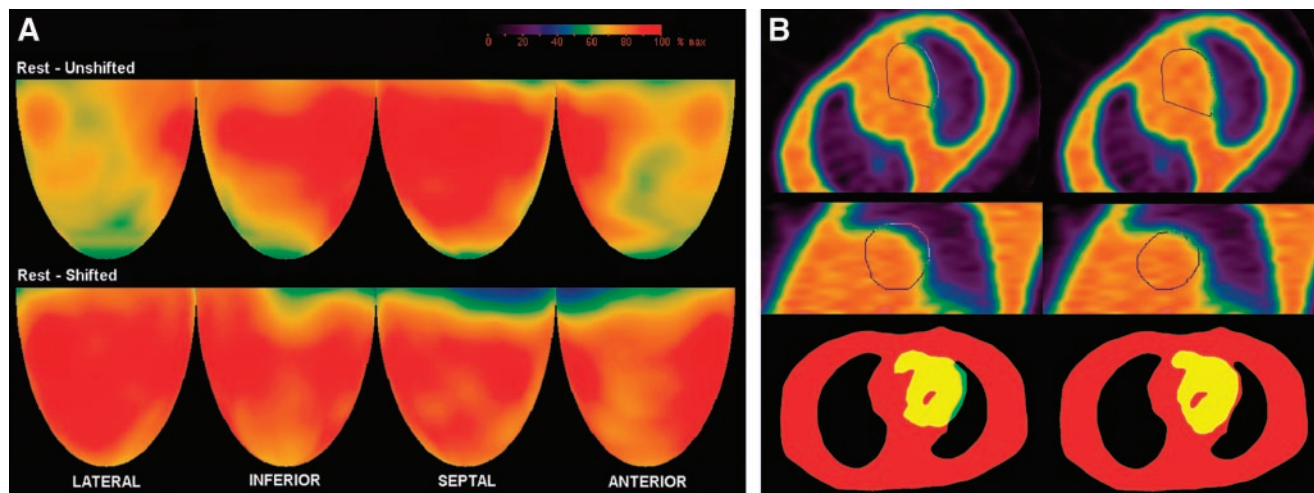 A
0 20 40 60 80 100 % max
Rest - Unshifted
Rest - Shifted
LATERAL INFERIOR SEPTAL ANTERIOR
B